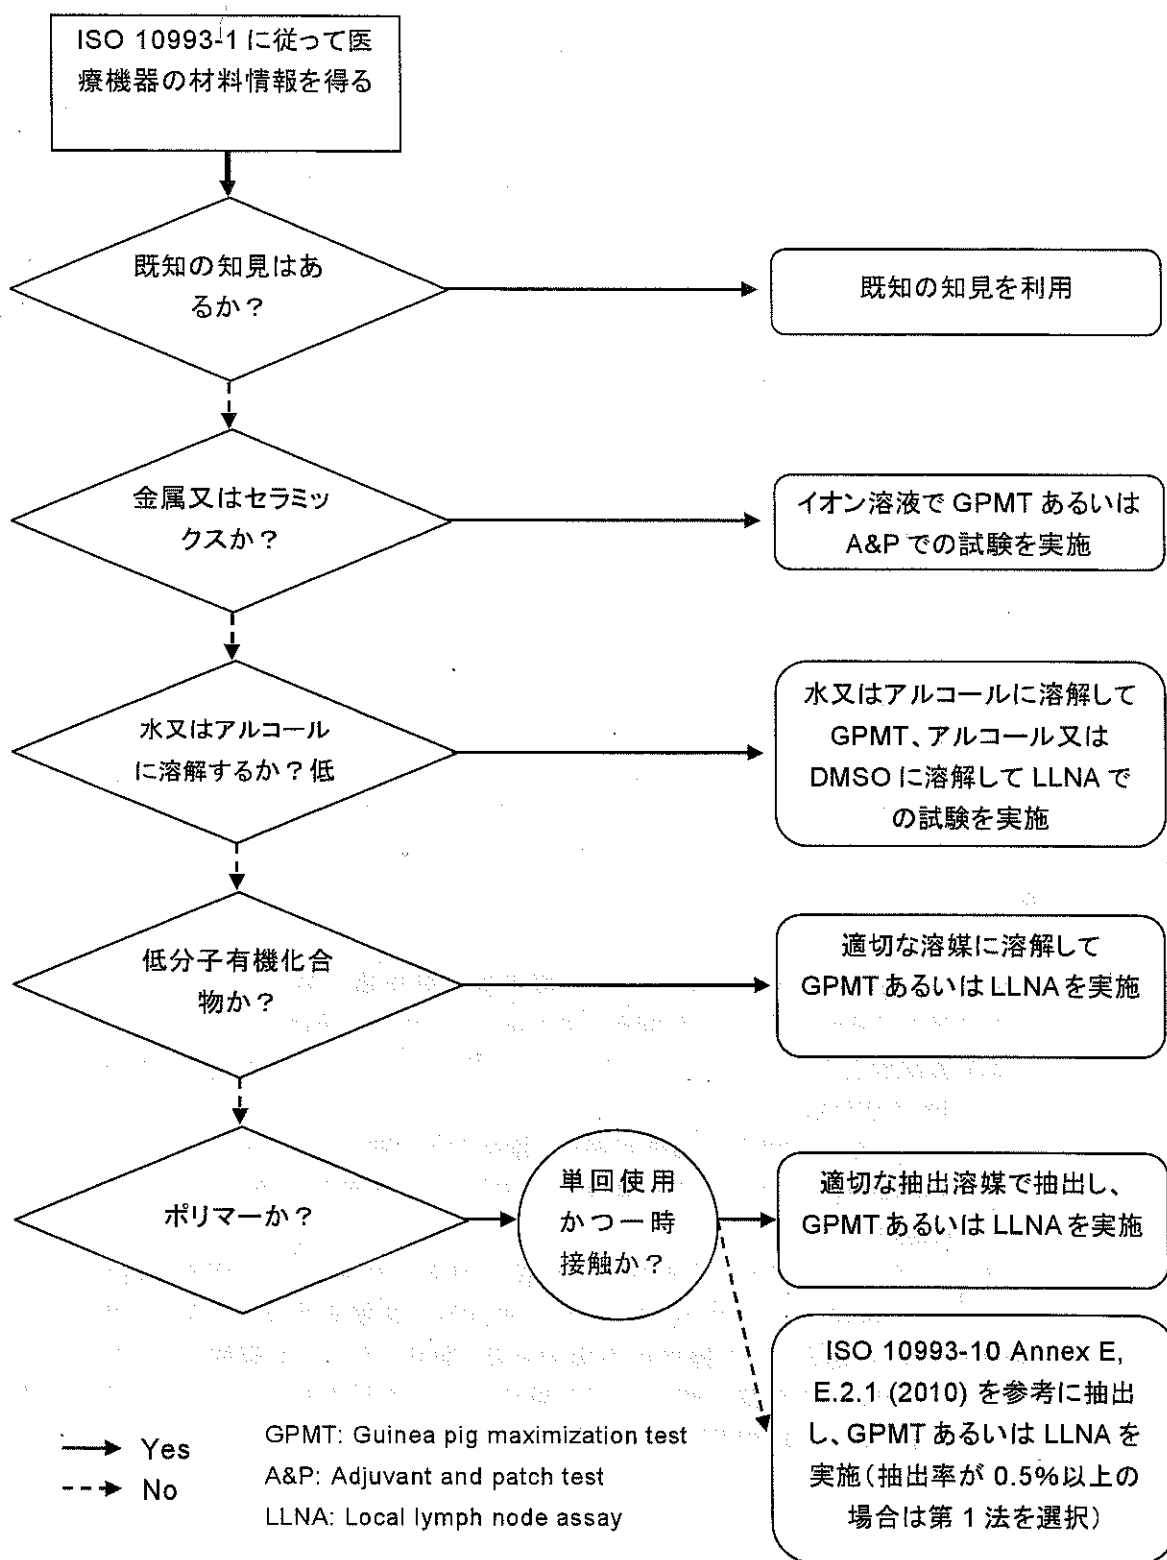 ISO 10993-1 に従って医
療機器の材料情報を得る
既知の知見はあ
るか?
既知の知見を利用
金属又はセラミッ
クスか?
イオン溶液で GPMT あるいは
A&P での試験を実施
水又はアルコール
に溶解するか?低
水又はアルコールに溶解して
GPMT、アルコール又は
DMSO に溶解して LLNA で
の試験を実施
低分子有機化合
物か?
適切な溶媒に溶解して
GPMT あるいは LLNA を実施
ポリマーか?
単回使用
かつ一時
接触か?
適切な抽出溶媒で抽出し、
GPMT あるいは LLNA を実施
ISO 10993-10 Annex E,
E.2.1 (2010) を参考に抽出
し、GPMT あるいは LLNA を
実施(抽出率が 0.5%以上の
場合は第 1 法を選択)
Yes
No
GPMT: Guinea pig maximization test
A&P: Adjuvant and patch test
LLNA: Local lymph node assay